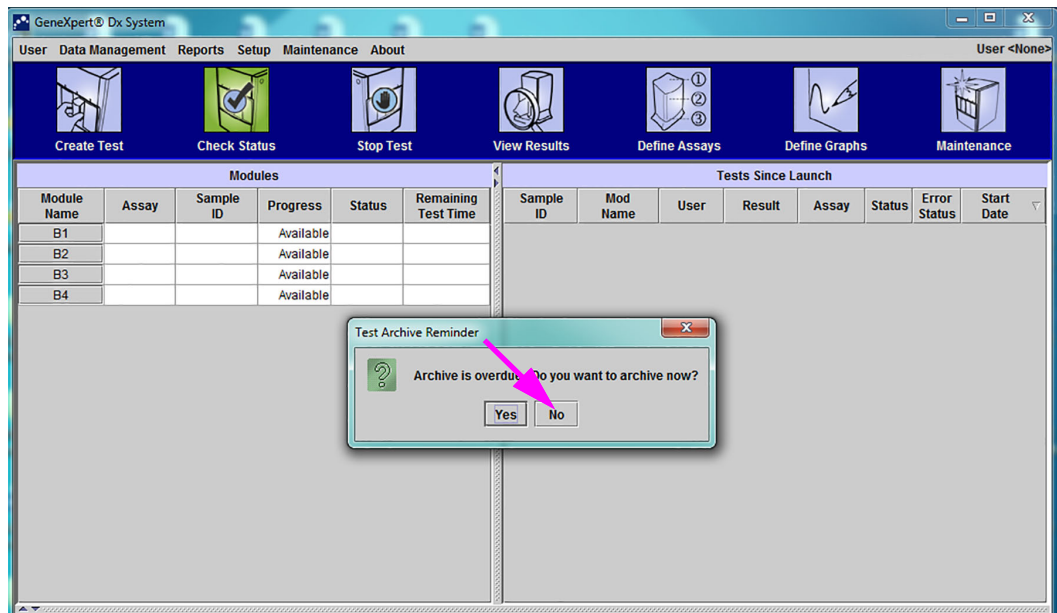 GeneXpert® Dx System
User Data Management Reports Setup Maintenance About User <None>
Create Test Check Status Stop Test View Results Define Assays Define Graphs Maintenance
1
2
3
Modules Tests Since Launch
Module Name Assay Sample ID Progress Status Remaining Test Time Sample ID Mod Name User Result Assay Status Error Status Start Date
B1 Available
B2 Available
B3 Available
B4 Available
Test Archive Reminder
Archive is overdue. Do you want to archive now?
Yes No